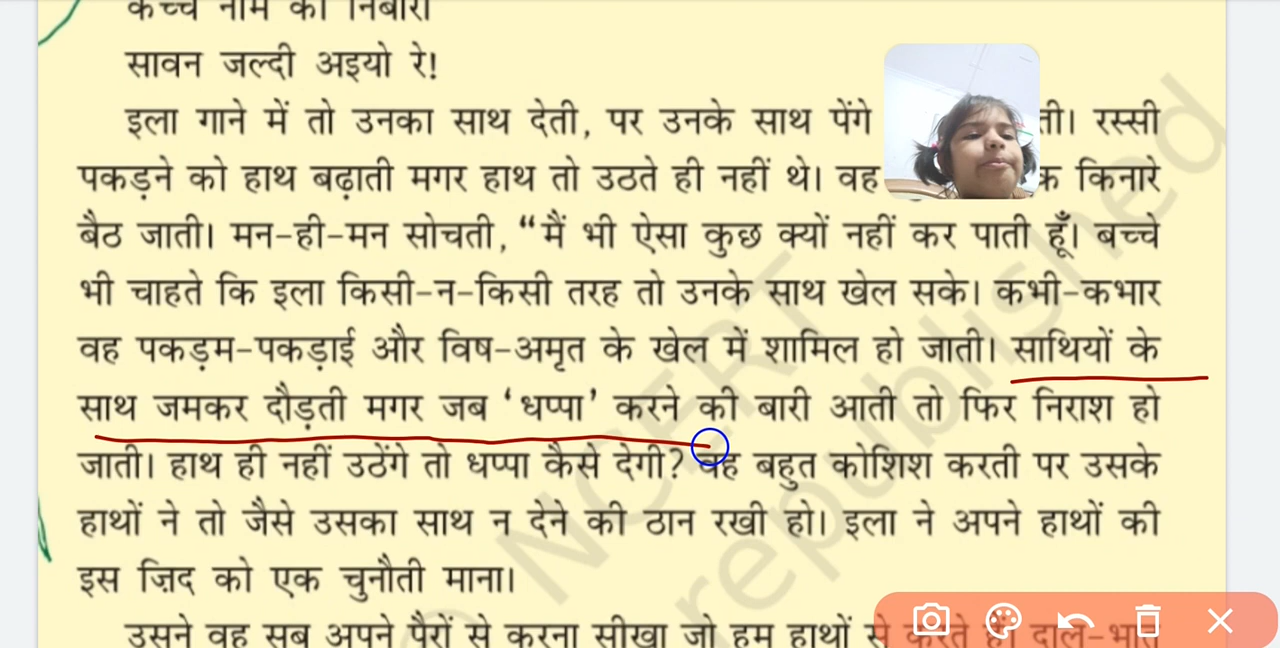 सावन जल्दी अइयो रे!
इला गाने में तो उनका साथ देती, पर उनके साथ पेंगे ती। रस्सी
पकड़ने को हाथ बढ़ाती मगर हाथ तो उठते ही नहीं थे। वह क किनारे
बैठ जाती। मन-ही-मन सोचती, “मैं भी ऐसा कुछ क्यों नहीं कर पाती हूँ। बच्चे
भी चाहते कि इला किसी-न-किसी तरह तो उनके साथ खेल सके। कभी-कभार
वह पकड़म-पकड़ाई और विष-अमृत के खेल में शामिल हो जाती। साथियों के
साथ जमकर दौड़ती मगर जब ‘धप्पा’ करने की बारी आती तो फिर निराश हो
जाती। हाथ ही नहीं उठेंगे तो धप्पा कैसे देगी? वह बहुत कोशिश करती पर उसके
हाथों ने तो जैसे उसका साथ न देने की ठान रखी हो। इला ने अपने हाथों की
इस ज़िद को एक चुनौती माना।
उसने वह सब अपने पैरों से करना सीखा जो हम हाथों से करते हैं। दाल-भात
NCERT
republished